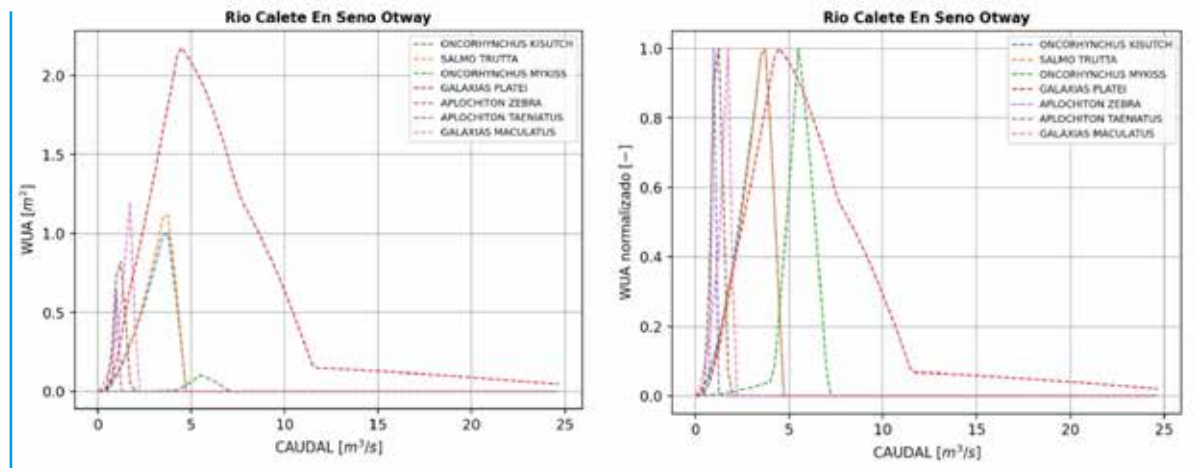 Rio Calete En Seno Otway
WUA [m²]
2.0
1.5
1.0
0.5
0.0
ONCORHYNCHUS KISUTCH
SALMO TRUTTA
ONCORHYNCHUS MYKISS
GALAXIAS PLATEI
APLOCHITON ZEBRA
APLOCHITON TAENIATUS
GALAXIAS MACULATUS
0 5 10 15 20 25
CAUDAL [m³/s]
Rio Calete En Seno Otway
WUA normalizado [−]
1.0
0.8
0.6
0.4
0.2
0.0
ONCORHYNCHUS KISUTCH
SALMO TRUTTA
ONCORHYNCHUS MYKISS
GALAXIAS PLATEI
APLOCHITON ZEBRA
APLOCHITON TAENIATUS
GALAXIAS MACULATUS
0 5 10 15 20 25
CAUDAL [m³/s]